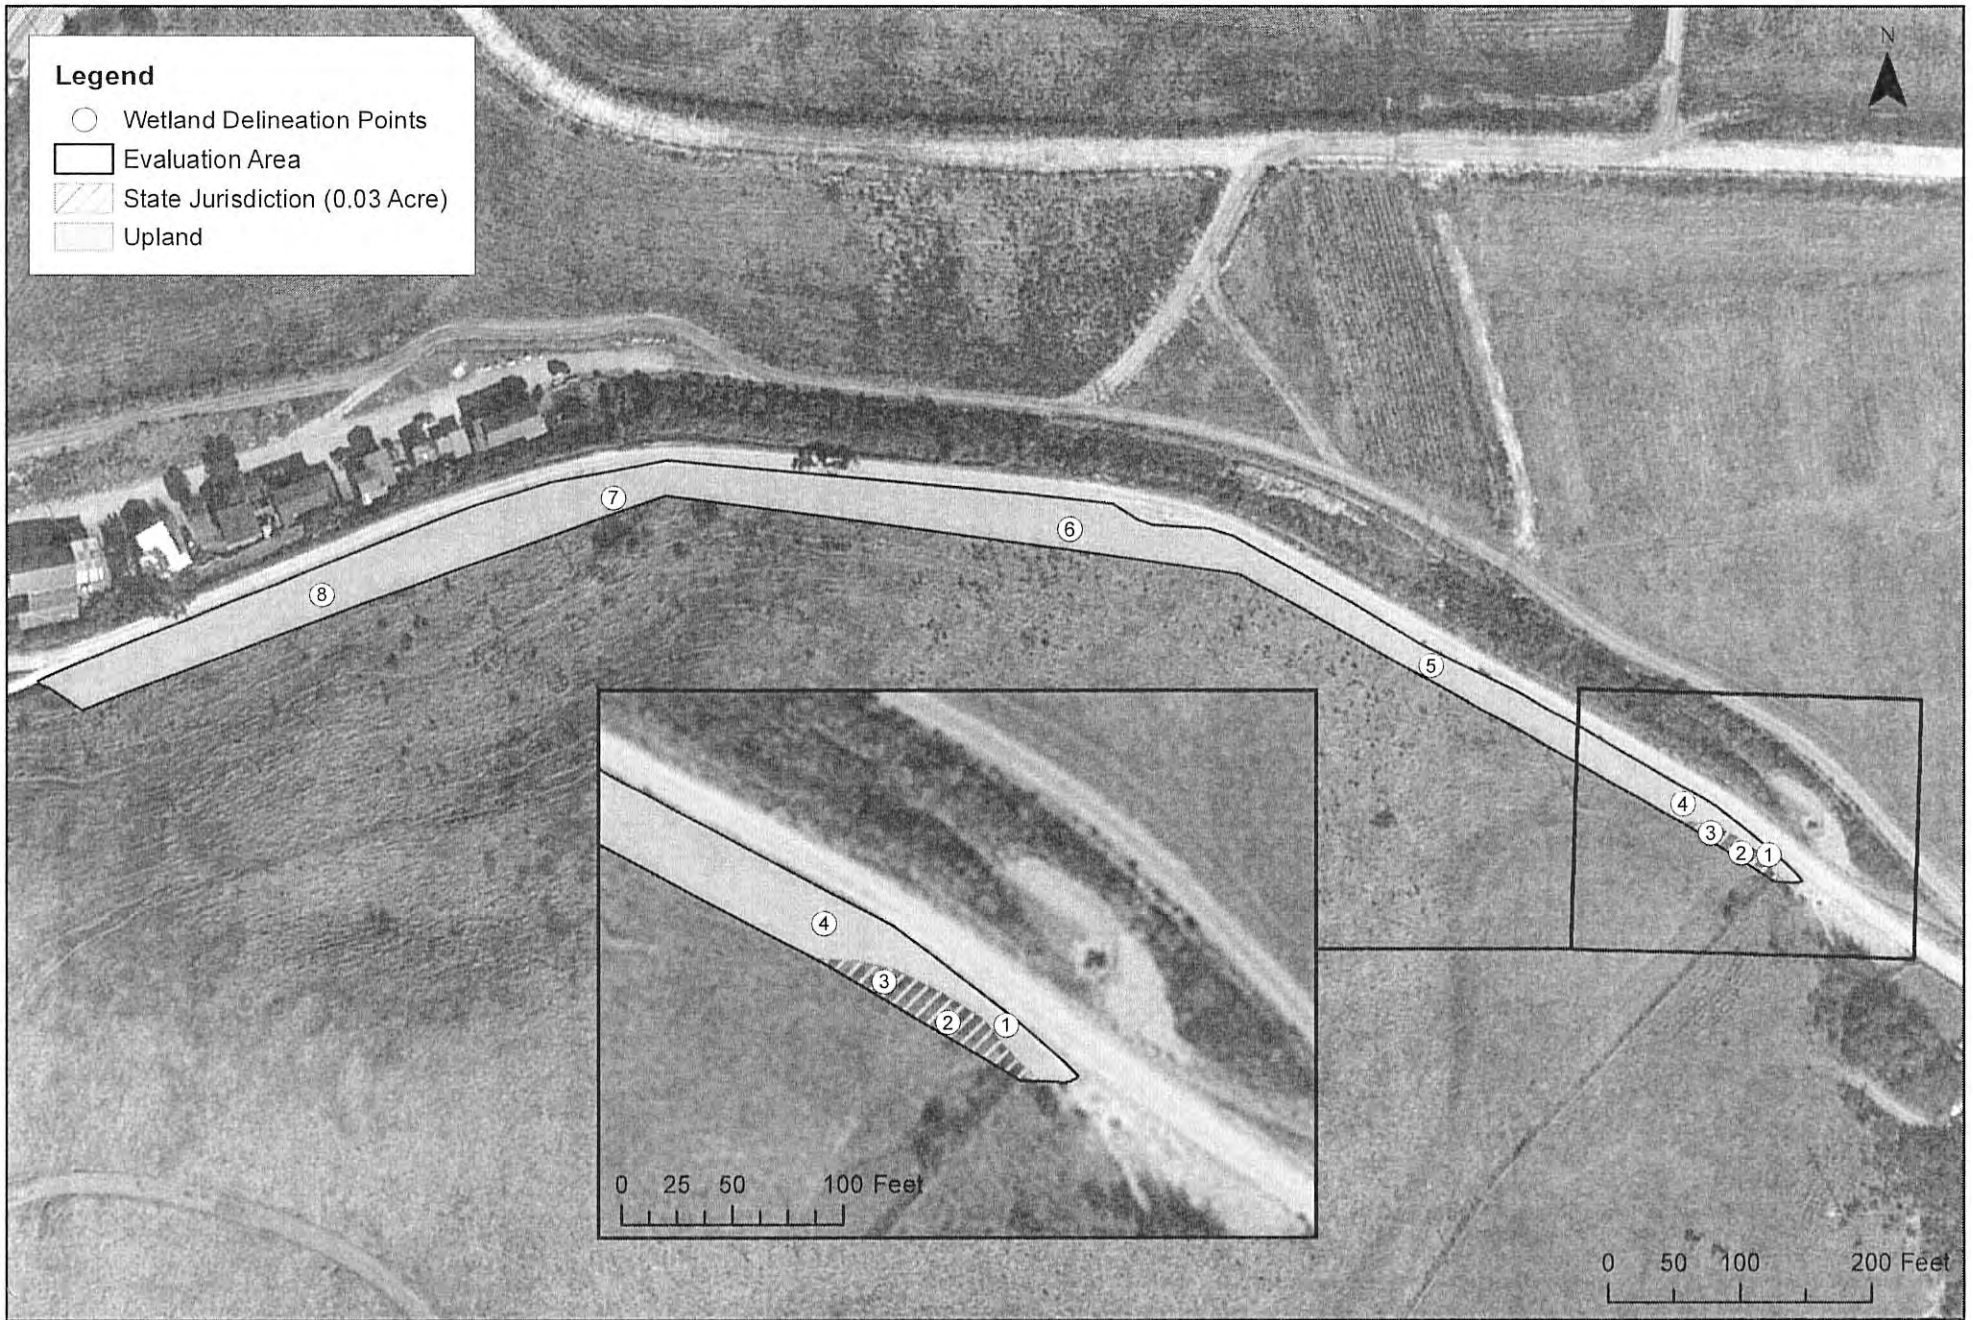 N
Legend
Wetland Delineation Points
Evaluation Area
State Jurisdiction (0.03 Acre)
Upland
7
6
8
5
4
3
2
1
4
3
2
1
0 25 50 100 Feet
0 50 100 200 Feet